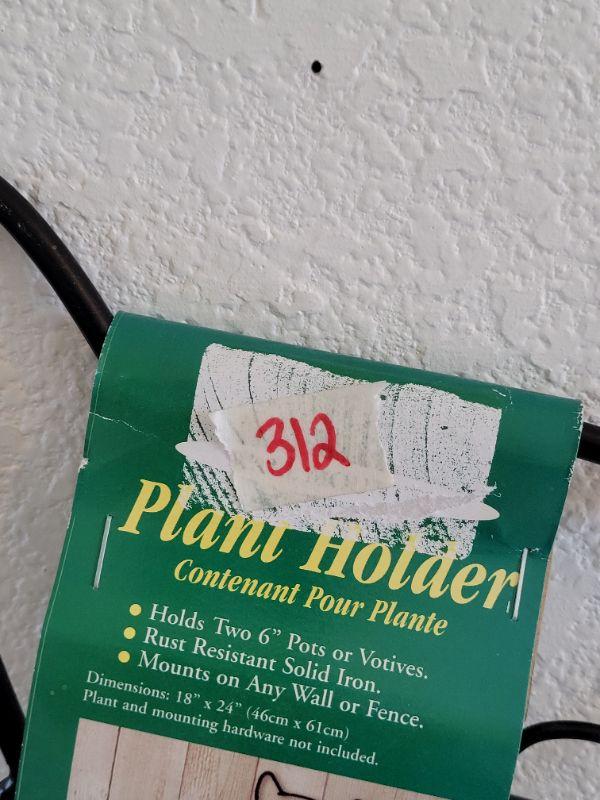 312
Plant Holder
Contenant Pour Plante
• Holds Two 6" Pots or Votives.
• Rust Resistant Solid Iron.
• Mounts on Any Wall or Fence.
Dimensions: 18" x 24" (46cm x 61cm)
Plant and mounting hardware not included.